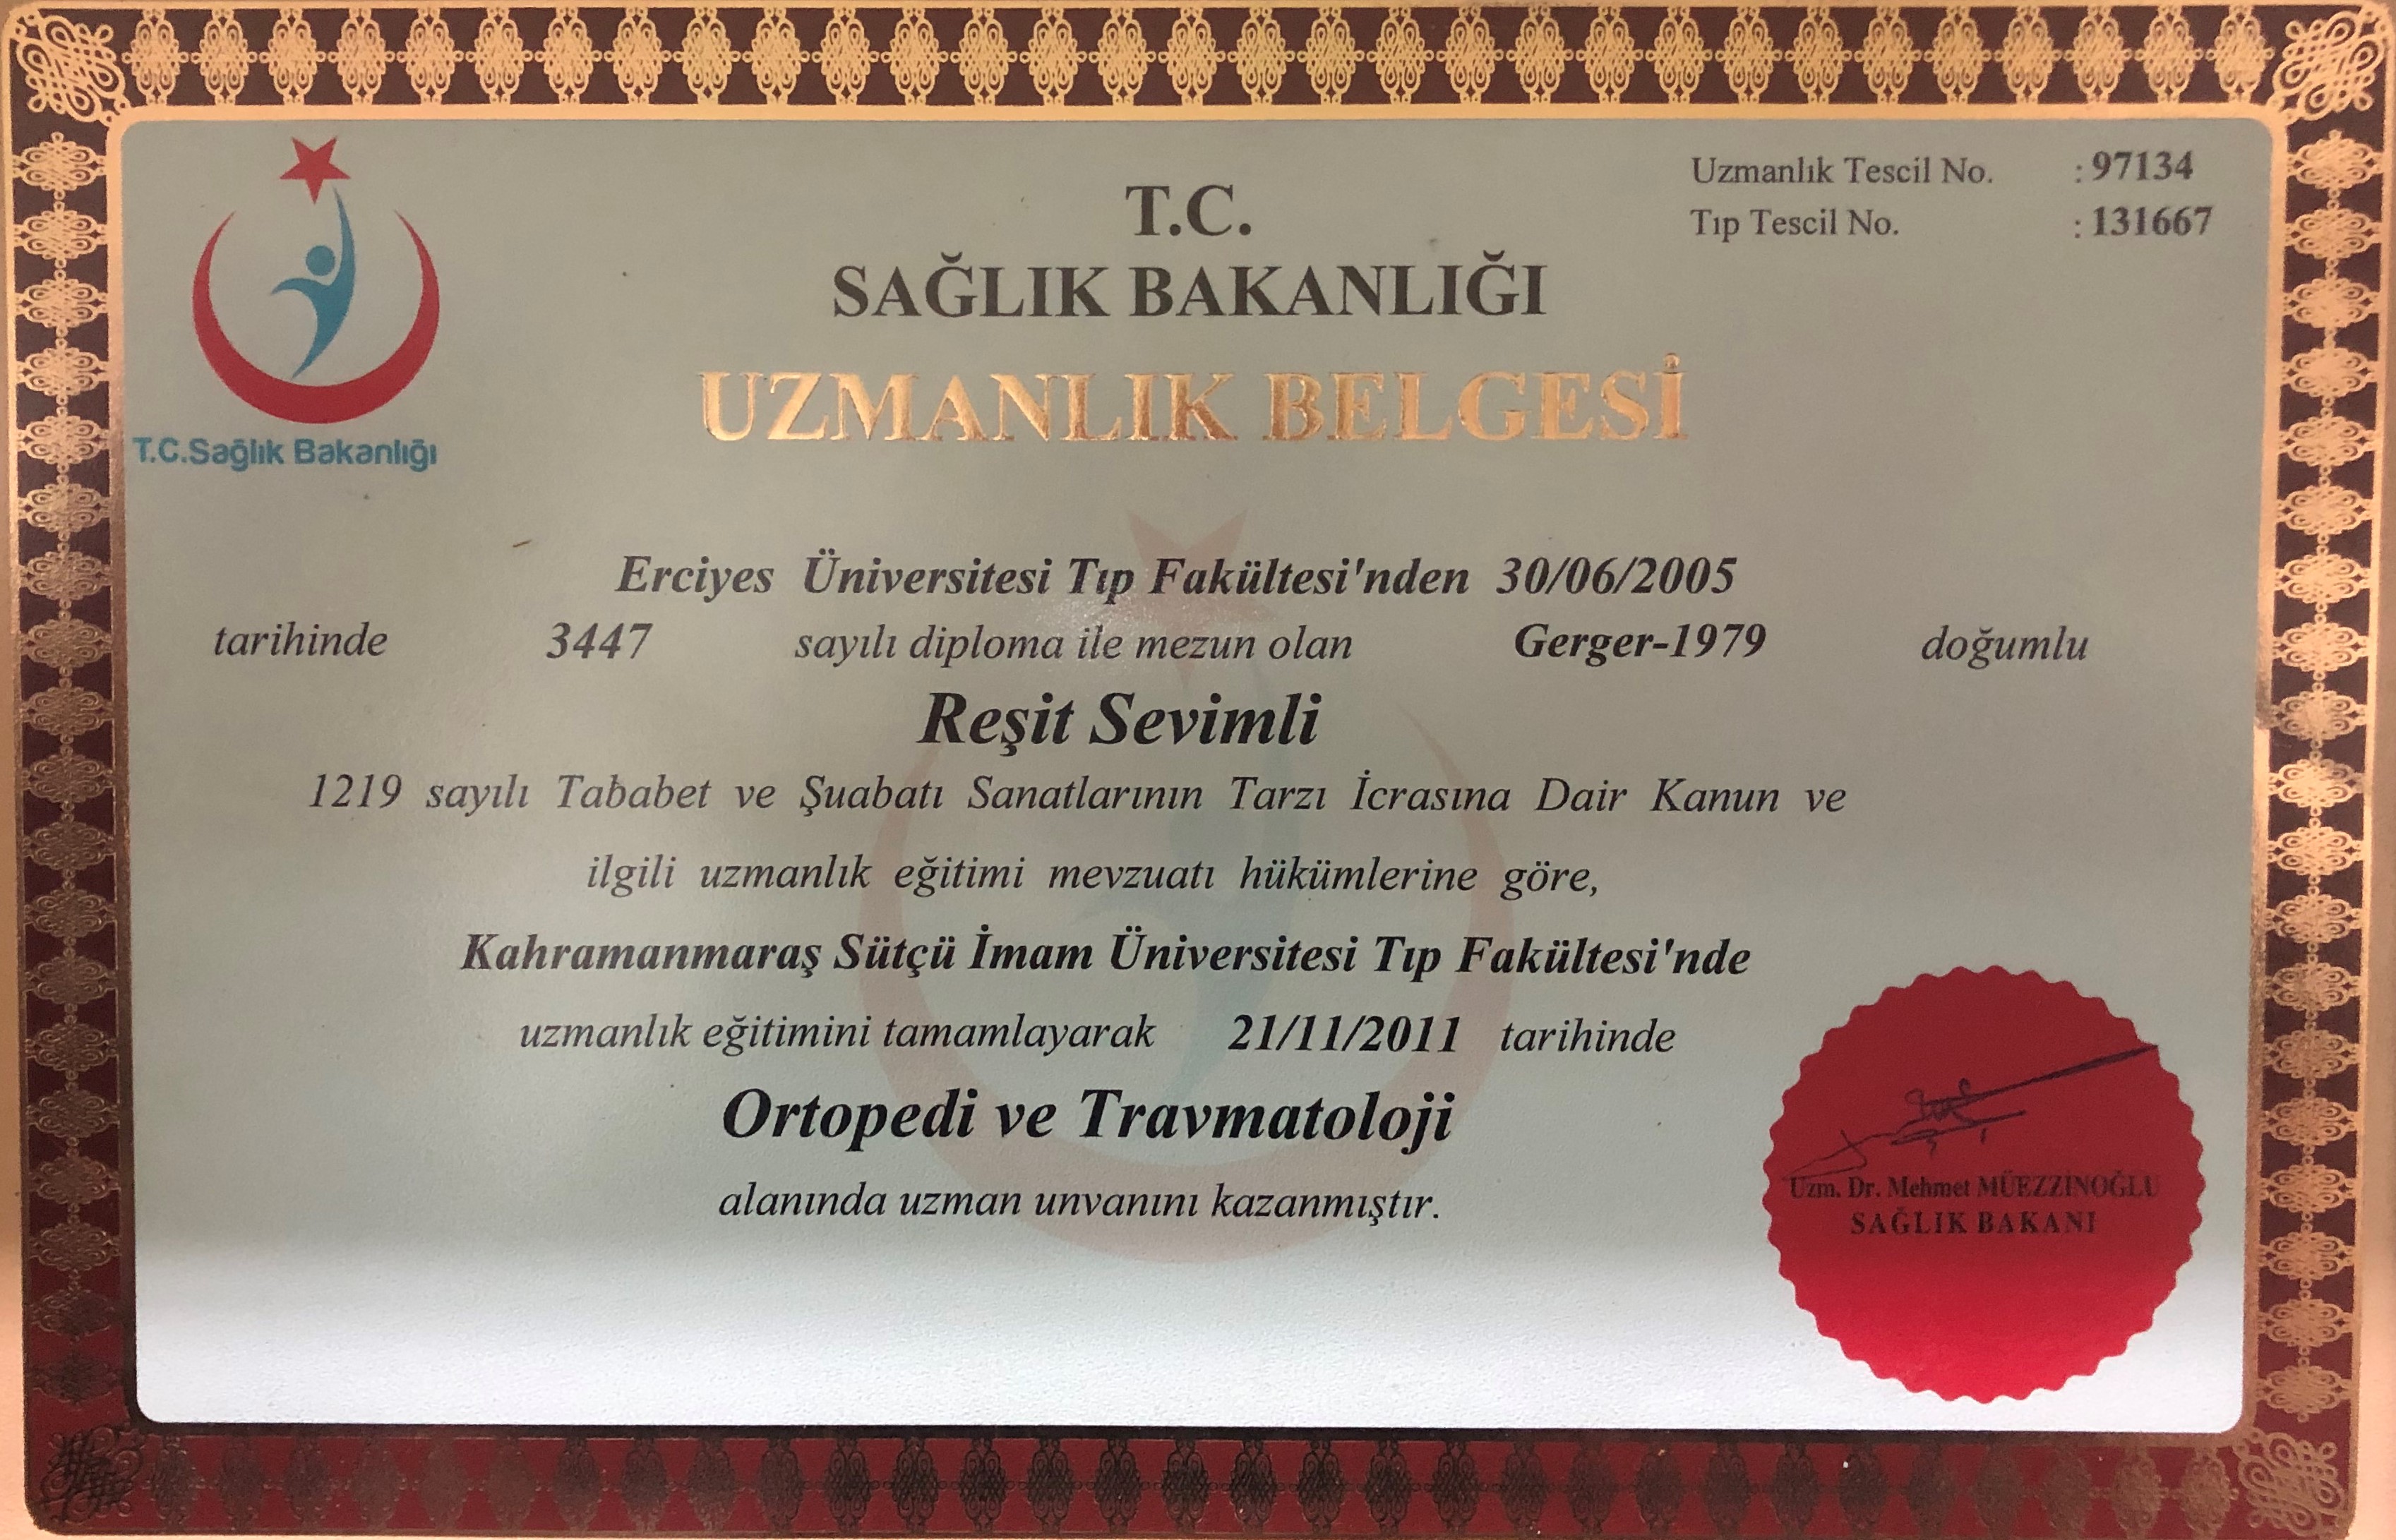 T.C.Sağlık Bakanlığı
Uzmanlık Tescil No. : 97134
Tıp Tescil No. : 131667
T.C.
SAĞLIK BAKANLIĞI
UZMANLIK BELGESİ
Erciyes Üniversitesi Tıp Fakültesi'nden 30/06/2005
tarihinde 3447 sayılı diploma ile mezun olan Gerger-1979 doğumlu
Reşit Sevimli
1219 sayılı Tababet ve Şuabatı Sanatlarının Tarzı İcrasına Dair Kanun ve
ilgili uzmanlık eğitimi mevzuatı hükümlerine göre,
Kahramanmaraş Sütçü İmam Üniversitesi Tıp Fakültesi'nde
uzmanlık eğitimini tamamlayarak 21/11/2011 tarihinde
Ortopedi ve Travmatoloji
alanında uzman unvanını kazanmıştır.
Uzm. Dr. Mehmet MÜEZZİNOĞLU
SAĞLIK BAKANI